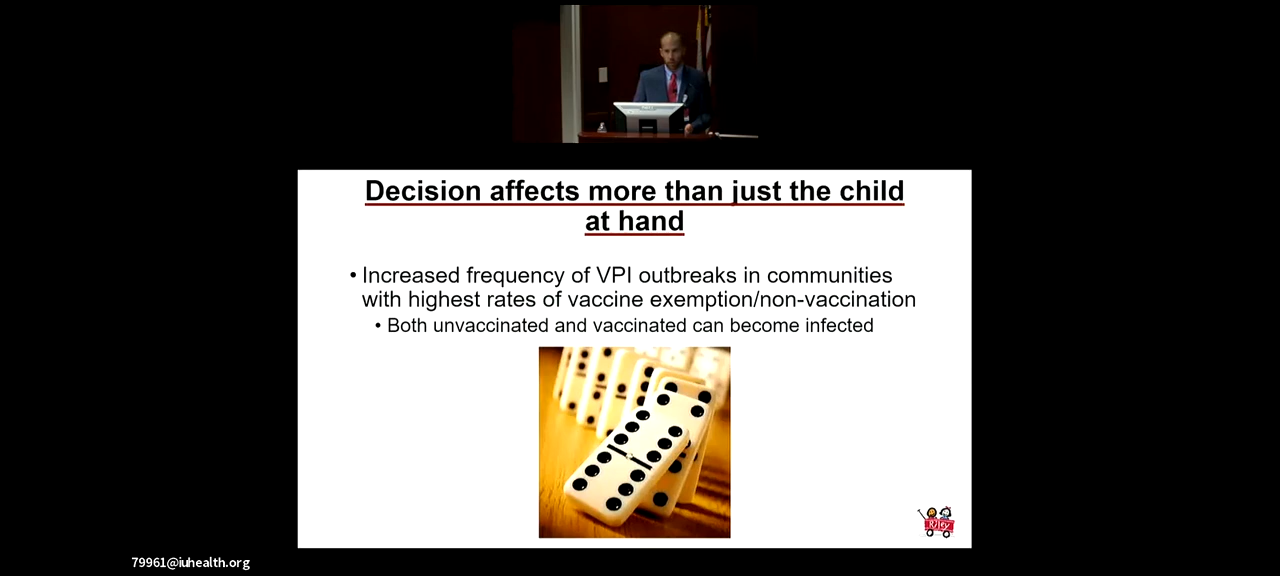 Decision affects more than just the child
at hand
• Increased frequency of VPI outbreaks in communities
with highest rates of vaccine exemption/non-vaccination
• Both unvaccinated and vaccinated can become infected
Riley
79961@iuhealth.org